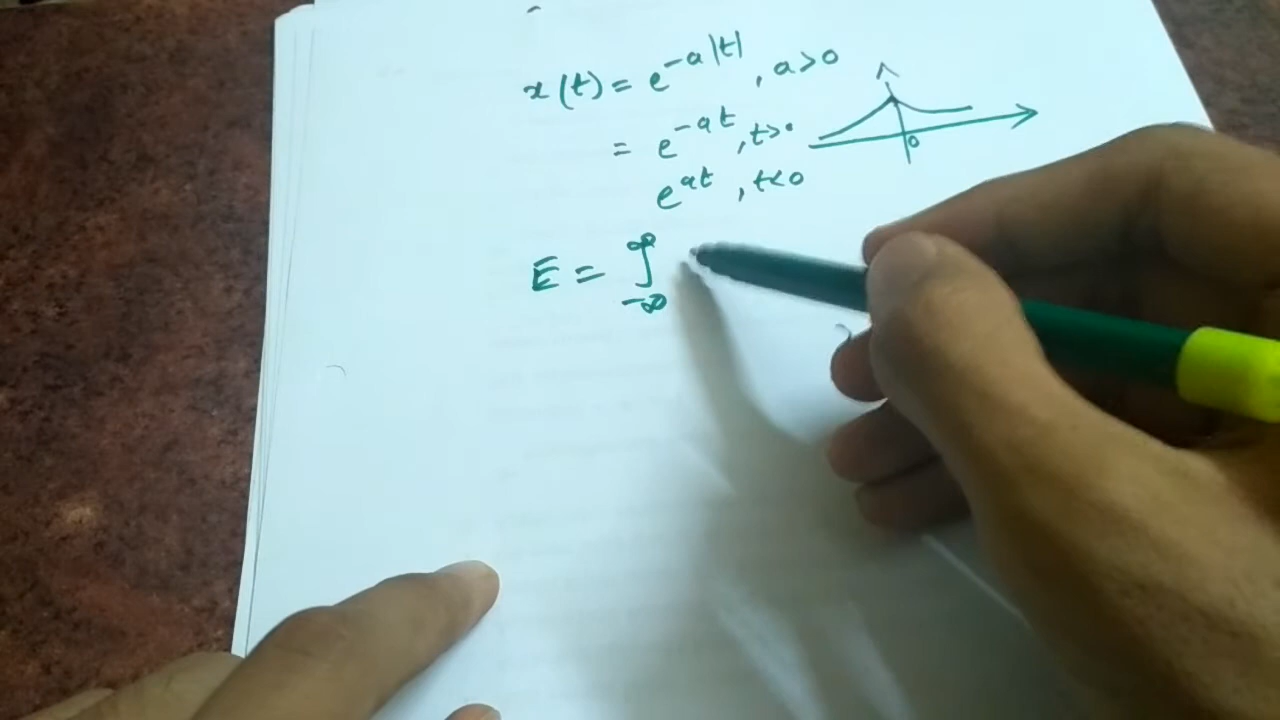 x(t) = e^{-a|t|}, a>0
= e^{-at}, t>0
e^{at}, t<0
0
E = ∫_{-∞}^{∞}